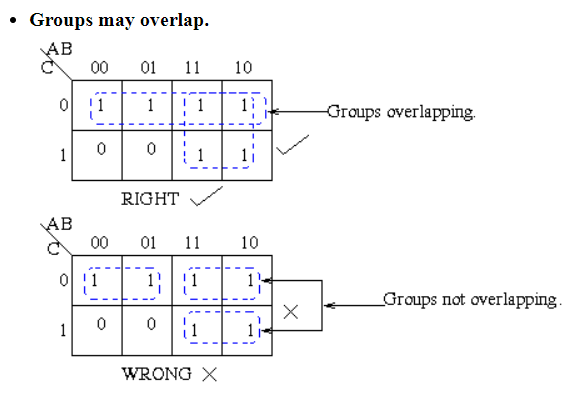 • Groups may overlap.
AB
C 00 01 11 10
0 1 1 1 1 Groups overlapping.
1 0 0 1 1
RIGHT
AB
C 00 01 11 10
0 1 1 1 1
Groups not overlapping.
1 0 0 1 1
WRONG